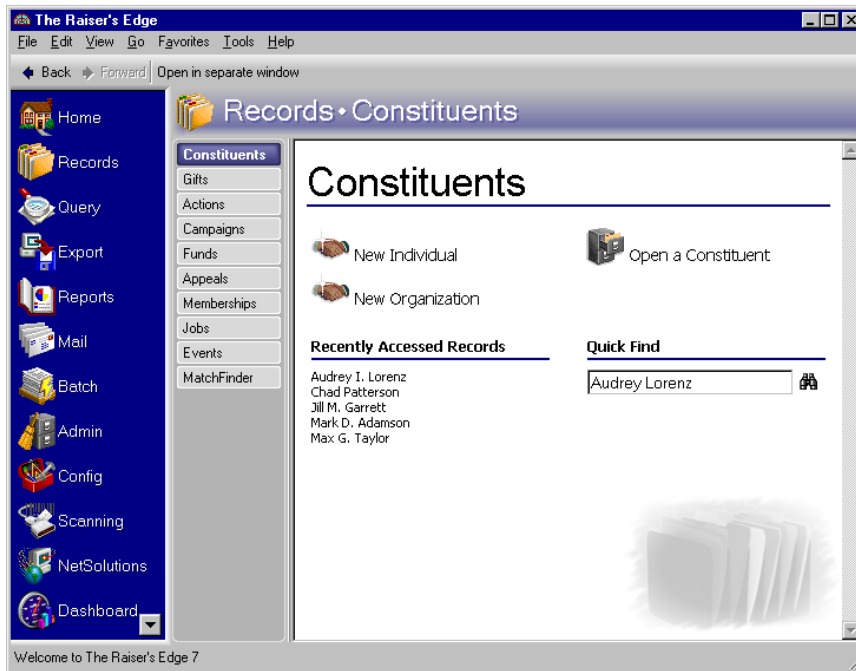 The Raiser's Edge
File Edit View Go Favorites Tools Help
Back Forward Open in separate window
Records • Constituents
Home
Records
Query
Export
Reports
Mail
Batch
Admin
Config
Scanning
NetSolutions
Dashboard
Constituents
Gifts
Actions
Campaigns
Funds
Appeals
Memberships
Jobs
Events
MatchFinder
Constituents
New Individual
Open a Constituent
New Organization
Recently Accessed Records
Audrey I. Lorenz
Chad Patterson
Jill M. Garrett
Mark D. Adamson
Max G. Taylor
Quick Find
Audrey Lorenz
Welcome to The Raiser's Edge 7